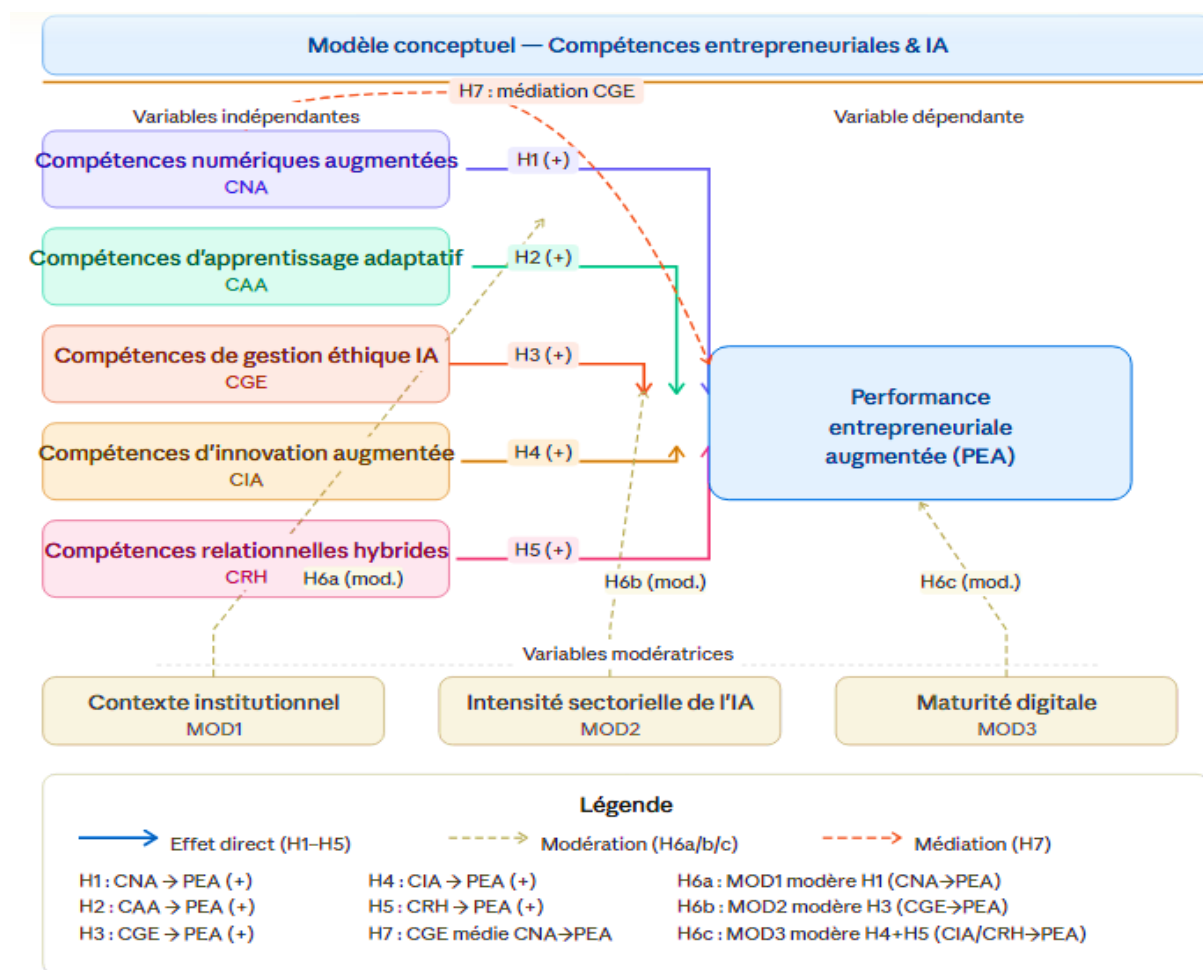 Modèle conceptuel — Compétences entrepreneuriales & IA
H7 : médiation CGE
Variables indépendantes
Variable dépendante
Compétences numériques augmentées
CNA
H1 (+)
Compétences d'apprentissage adaptatif
CAA
H2 (+)
Compétences de gestion éthique IA
CGE
H3 (+)
Compétences d'innovation augmentée
CIA
H4 (+)
Compétences relationnelles hybrides
CRH
H5 (+)
Performance
entrepreneuriale
augmentée (PEA)
H6a (mod.)
H6b (mod.)
H6c (mod.)
Variables modératrices
Contexte institutionnel
MOD1
Intensité sectorielle de l'IA
MOD2
Maturité digitale
MOD3
Légende
Effet direct (H1–H5)
Modération (H6a/b/c)
Médiation (H7)
H1 : CNA → PEA (+)
H4 : CIA → PEA (+)
H6a : MOD1 modère H1 (CNA→PEA)
H2 : CAA → PEA (+)
H5 : CRH → PEA (+)
H6b : MOD2 modère H3 (CGE→PEA)
H3 : CGE → PEA (+)
H7 : CGE médie CNA→PEA
H6c : MOD3 modère H4+H5 (CIA/CRH→PEA)